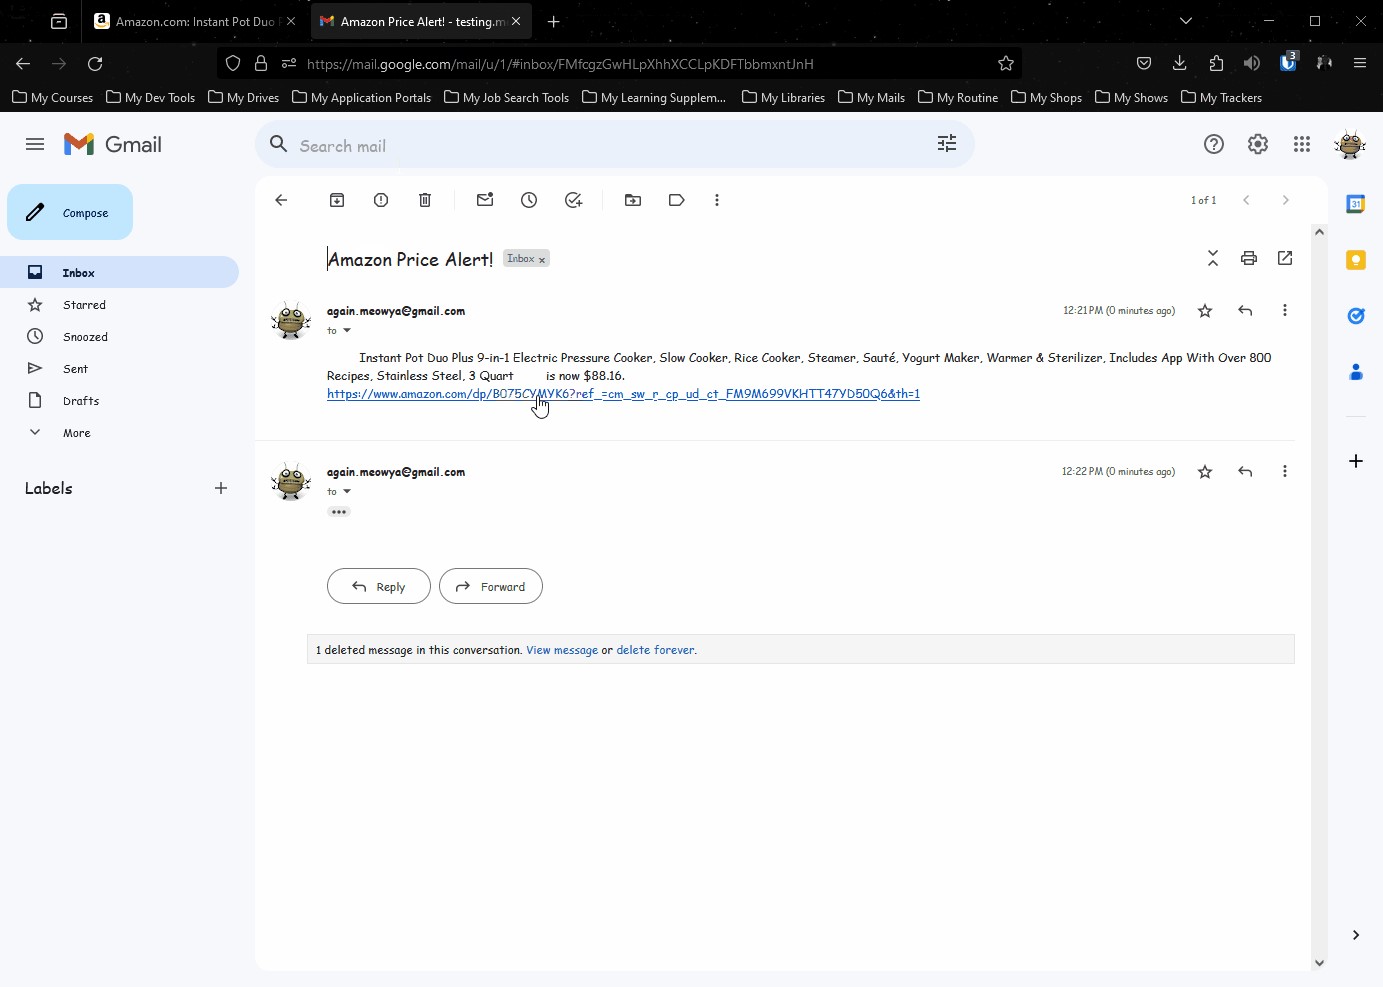 Amazon.com: Instant Pot Duo P
Amazon Price Alert! - testing.m
https://mail.google.com/mail/u/1/#inbox/FMfcgzGwHLpXhhXCCLpKDFTbbmxntJnH
3
My Courses My Dev Tools My Drives My Application Portals My Job Search Tools My Learning Supplem... My Libraries My Mails My Routine My Shops My Shows My Trackers
Gmail
Search mail
Compose
1 of 1
Inbox
Starred
Snoozed
Sent
Drafts
More
Labels
Amazon Price Alert! Inbox x
again.meowya@gmail.com
12:21 PM (0 minutes ago)
to
Instant Pot Duo Plus 9-in-1 Electric Pressure Cooker, Slow Cooker, Rice Cooker, Steamer, Sauté, Yogurt Maker, Warmer & Sterilizer, Includes App With Over 800
Recipes, Stainless Steel, 3 Quart is now $88.16.
https://www.amazon.com/dp/B075CYMYK6?ref_=cm_sw_r_cp_ud_ct_FM9M699VKHTT47YD50Q6&th=1
again.meowya@gmail.com
12:22 PM (0 minutes ago)
to
Reply
Forward
1 deleted message in this conversation. View message or delete forever.
31